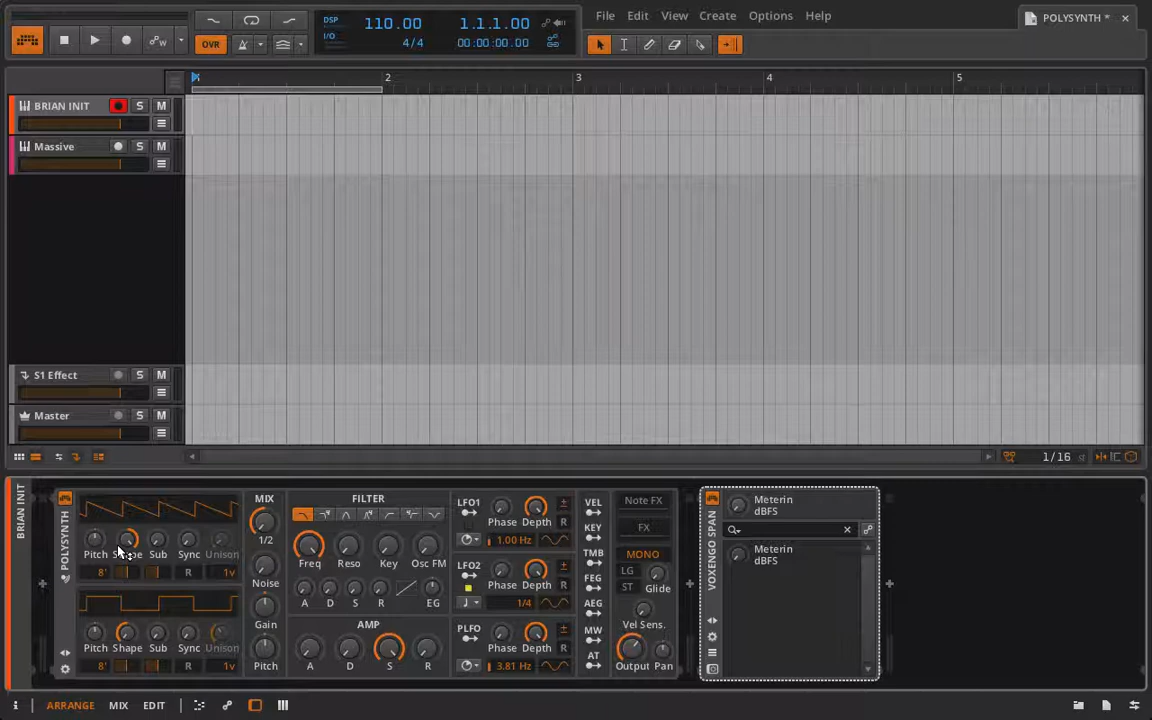 File Edit View Create Options Help
POLYSYNTH *
DSP 110.00 1.1.1.00
I/O
OVR 4/4 00:00:00.00
2 3 4 5
BRIAN INIT S M
Massive S M
S1 Effect S M
Master S M
1/16
BRIAN INIT
POLYSYNTH
Pitch Shape Sub Sync Unison
8' R 1v
Pitch Shape Sub Sync Unison
8' R 1v
MIX
1/2
Noise
Gain
Pitch
FILTER
Freq Reso Key Osc FM
A D S R EG
AMP
A D S R
LFO1
Phase Depth ±
R
1.00 Hz
LFO2
Phase Depth ±
R
1/4
PLFO
Phase Depth ±
R
3.81 Hz
VEL
KEY
TMB
FEG
AEG
MW
AT
Note FX
FX
MONO
LG
ST Glide
Vel Sens.
Output Pan
VOXENGO SPAN
Meterin
dBFS
Meterin
dBFS
i ARRANGE MIX EDIT